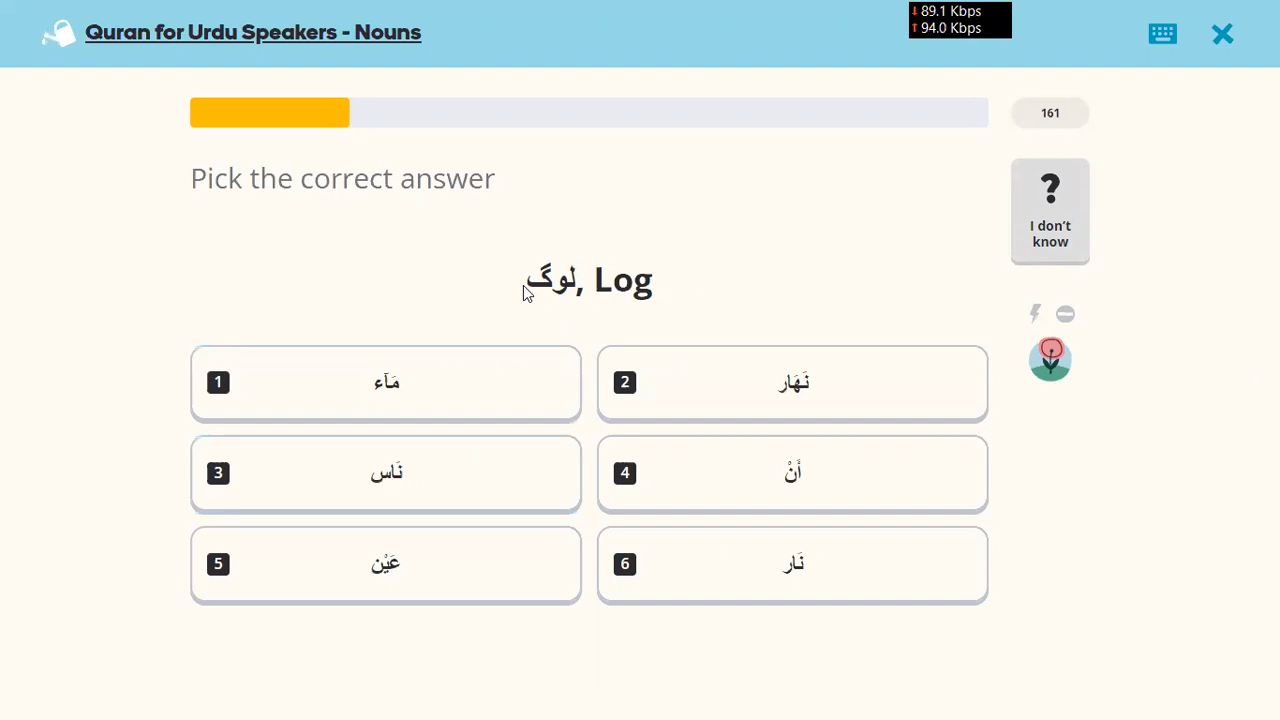 Quran for Urdu Speakers - Nouns
↓ 89.1 Kbps
↑ 94.0 Kbps
161
Pick the correct answer
?
I don't
know
لوگ, Log
1 مَآء
2 نَهَار
3 نَاس
4 أَنْ
5 عَيْن
6 نَار